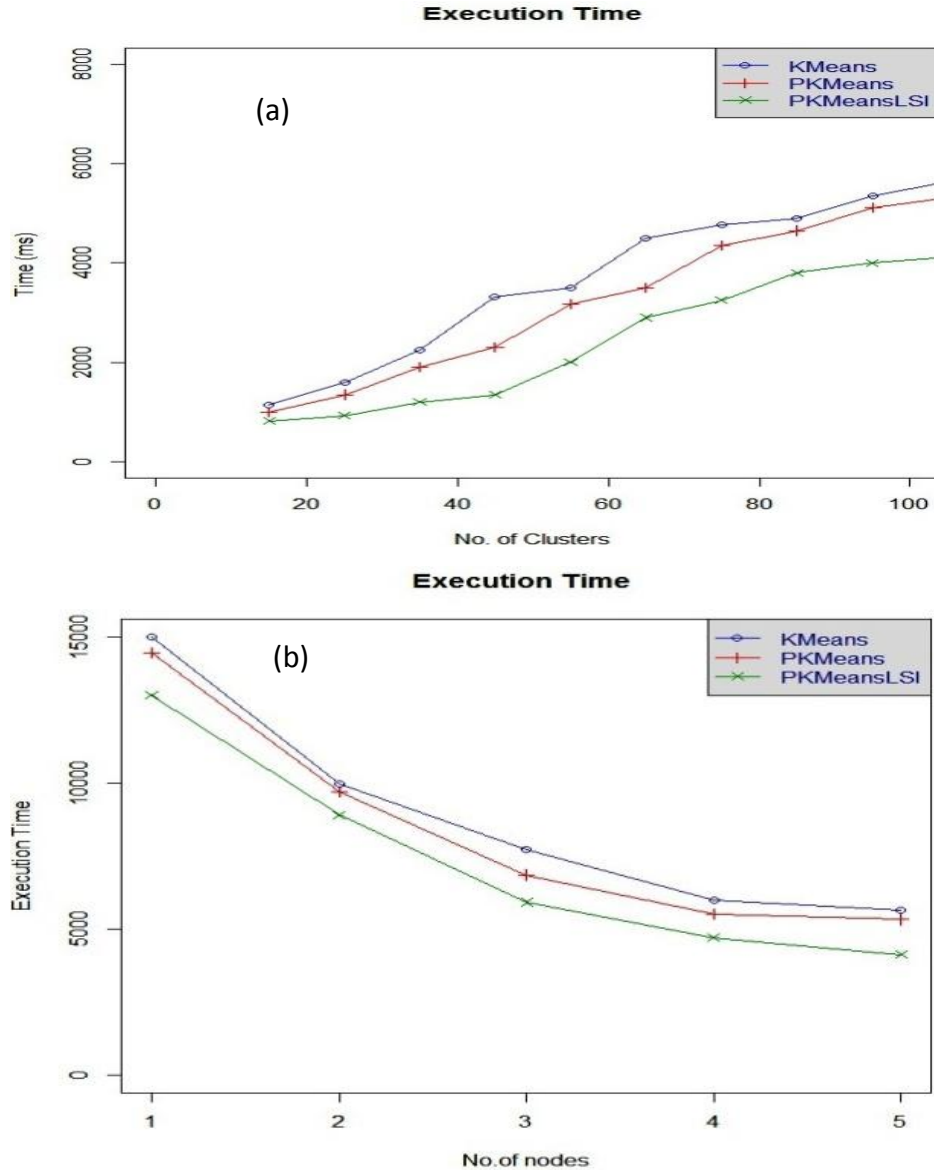 Execution Time
8000
6000
4000
2000
0
Time (ms)
(a)
KMeans
PKMeans
PKMeansLSI
0 20 40 60 80 100
No. of Clusters
Execution Time
15000
10000
5000
0
Execution Time
(b)
KMeans
PKMeans
PKMeansLSI
1 2 3 4 5
No.of nodes